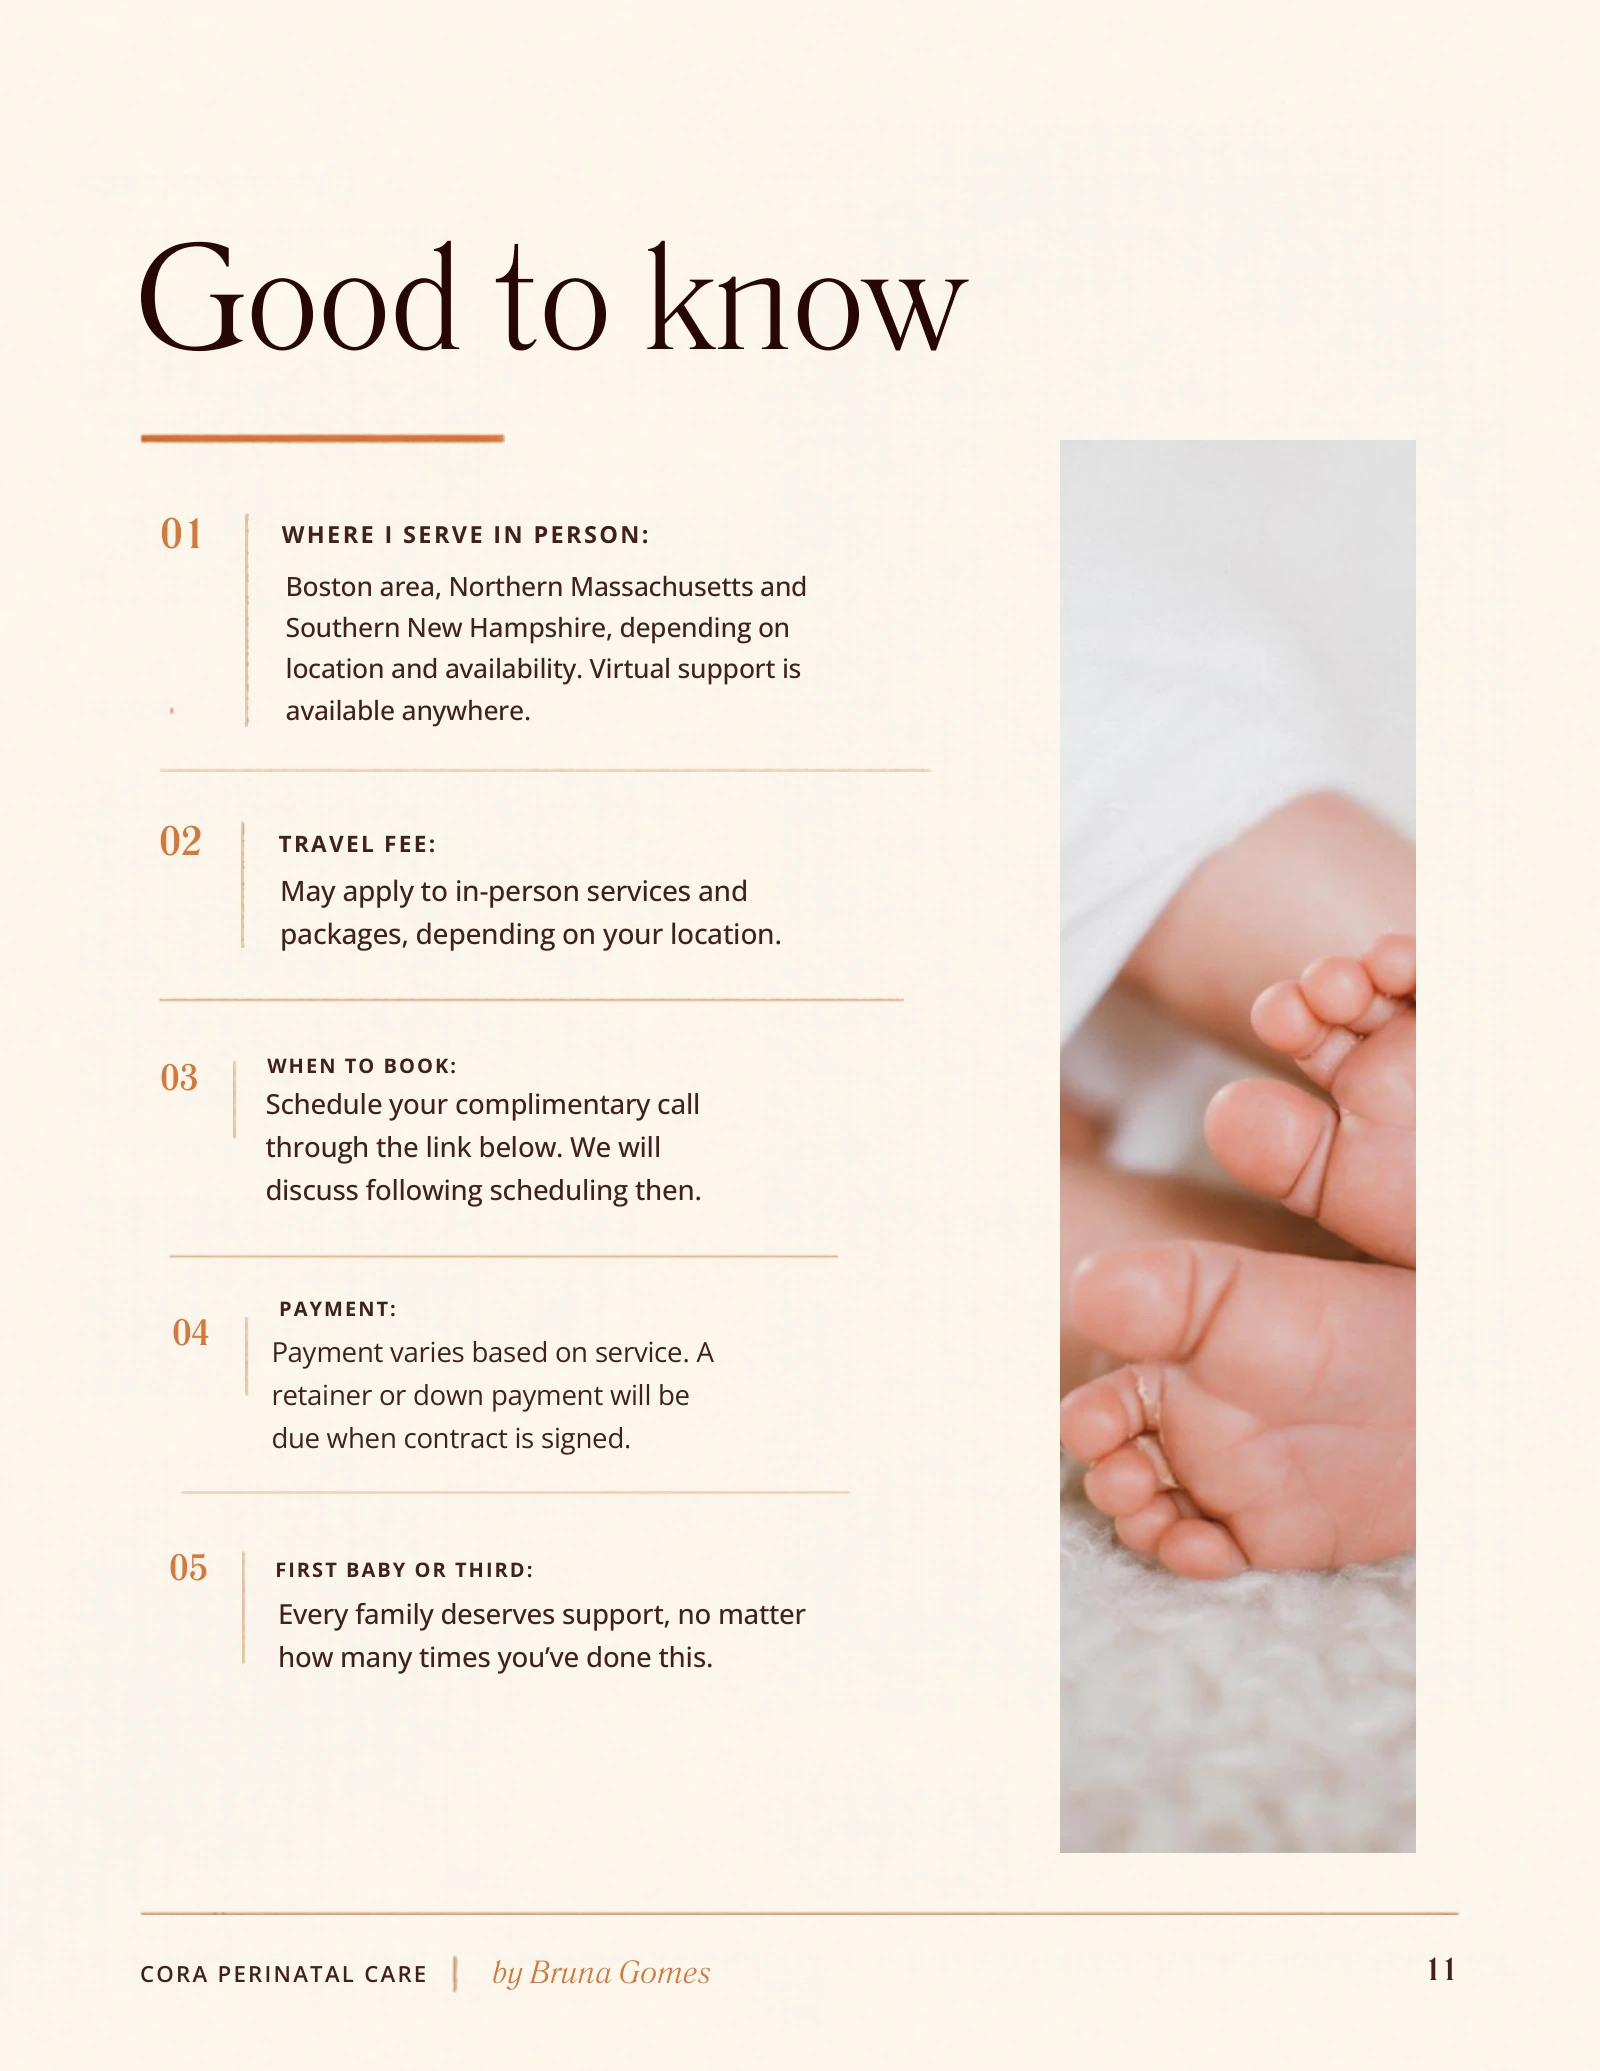 Good to know
01
WHERE I SERVE IN PERSON:
Boston area, Northern Massachusetts and
Southern New Hampshire, depending on
location and availability. Virtual support is
available anywhere.
02
TRAVEL FEE:
May apply to in-person services and
packages, depending on your location.
03
WHEN TO BOOK:
Schedule your complimentary call
through the link below. We will
discuss following scheduling then.
04
PAYMENT:
Payment varies based on service. A
retainer or down payment will be
due when contract is signed.
05
FIRST BABY OR THIRD:
Every family deserves support, no matter
how many times you’ve done this.
CORA PERINATAL CARE | by Bruna Gomes
11